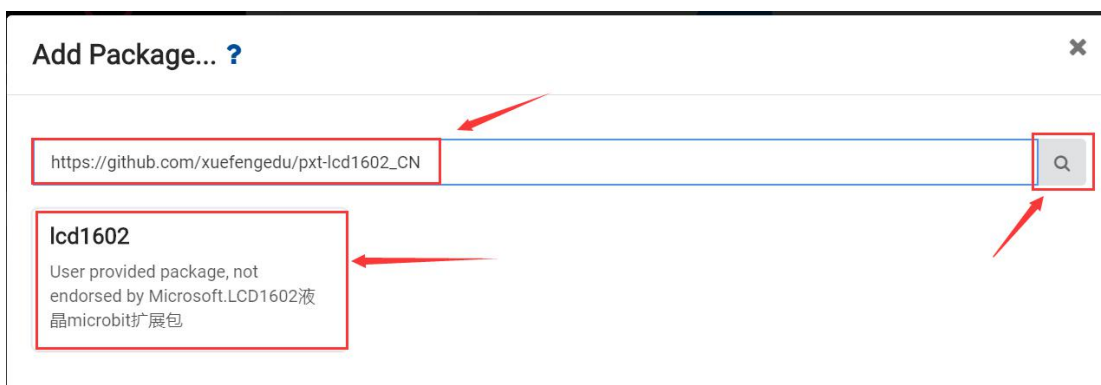 Add Package... ?
https://github.com/xuefengedu/pxt-lcd1602_CN
lcd1602
User provided package, not
endorsed by Microsoft.LCD1602液
晶microbit扩展包